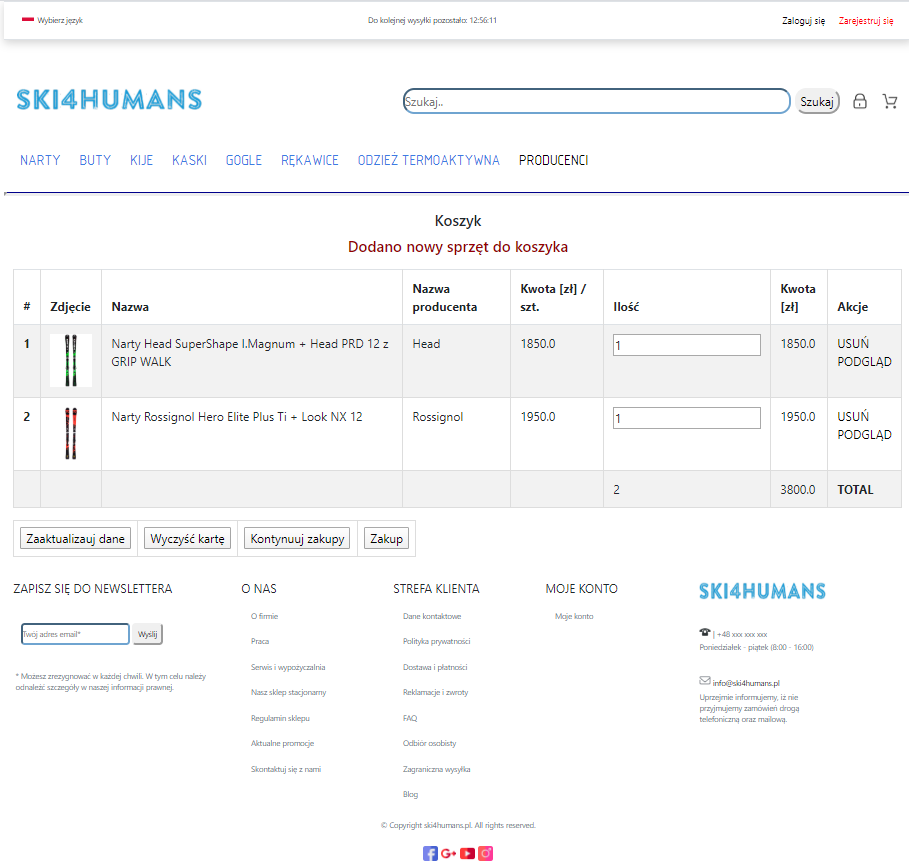 Wybierz język
Do kolejnej wysyłki pozostało: 12:56:11
Zaloguj się Zarejestruj się
SKI4HUMANS
Szukaj.. Szukaj
NARTY BUTY KIJE KASKI GOGLE RĘKAWICE ODZIEŻ TERMOAKTYWNA PRODUCENCI
Koszyk
Dodano nowy sprzęt do koszyka
# Zdjęcie Nazwa Nazwa producenta Kwota [zł] / szt. Ilość Kwota [zł] Akcje
1 Narty Head SuperShape I.Magnum + Head PRD 12 z GRIP WALK Head 1850.0 1 1850.0 USUŃ PODGLĄD
2 Narty Rossignol Hero Elite Plus Ti + Look NX 12 Rossignol 1950.0 1 1950.0 USUŃ PODGLĄD
2 3800.0 TOTAL
Zaaktualizauj dane Wyczyść kartę Kontynuuj zakupy Zakup
ZAPISZ SIĘ DO NEWSLETTERA
Twój adres email* Wyślij
* Możesz zrezygnować w każdej chwili. W tym celu należy
odnaleźć szczegóły w naszej informacji prawnej.
O NAS
O firmie
Praca
Serwis i wypożyczalnia
Nasz sklep stacjonarny
Regulamin sklepu
Aktualne promocje
Skontaktuj się z nami
STREFA KLIENTA
Dane kontaktowe
Polityka prywatności
Dostawa i płatności
Reklamacje i zwroty
FAQ
Odbiór osobisty
Zagraniczna wysyłka
Blog
MOJE KONTO
Moje konto
SKI4HUMANS
| +48 xxx xxx xxx
Poniedziałek - piątek (8:00 - 16:00)
info@ski4humans.pl
Uprzejmie informujemy, iż nie
przyjmujemy zamówień drogą
telefoniczną oraz mailową.
© Copyright ski4humans.pl. All rights reserved.